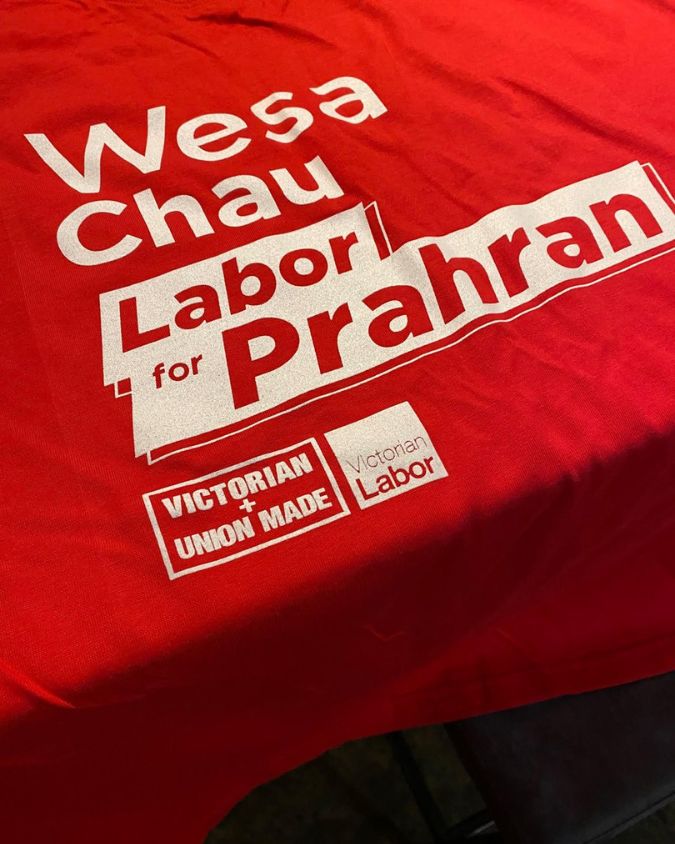 Wesa
Chau
Labor
for Prahran
VICTORIAN
+
UNION MADE
Victorian
Labor